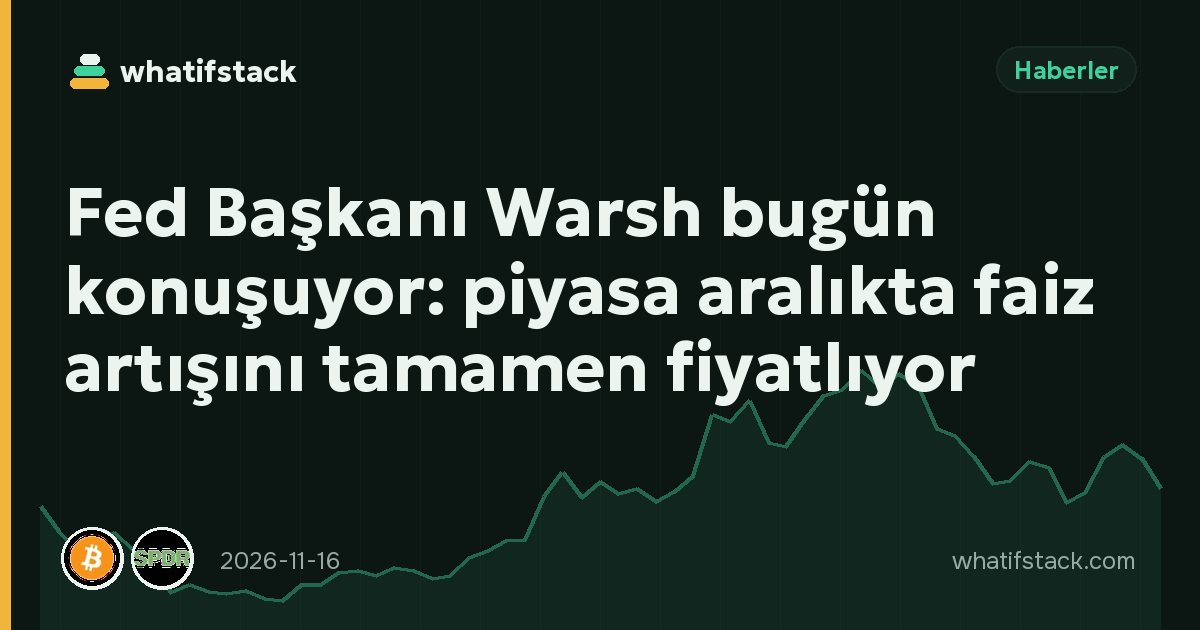 whatifstack
Haberler
Fed Başkanı Warsh bugün
konuşuyor: piyasa aralıkta faiz
artışını tamamen fiyatlıyor
SPDR
2026-11-16
whatifstack.com